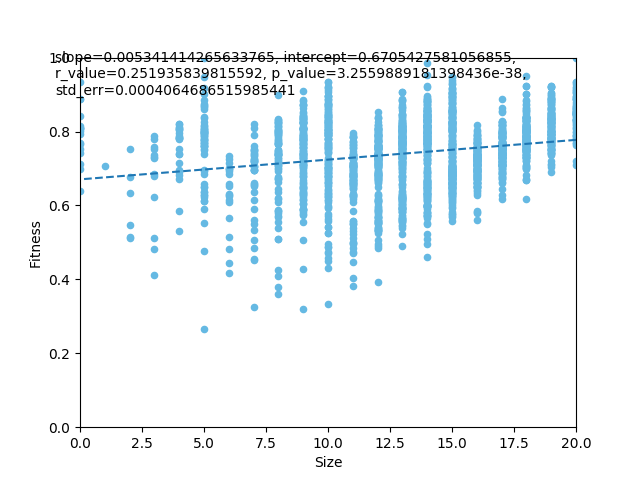 slope=0.005341414265633765, intercept=0.6705427581056855,
r_value=0.251935839815592, p_value=3.2559889181398436e-38,
std_err=0.0004064686515985441
1.0
0.8
0.6
0.4
0.2
0.0
Fitness
0.0 2.5 5.0 7.5 10.0 12.5 15.0 17.5 20.0
Size